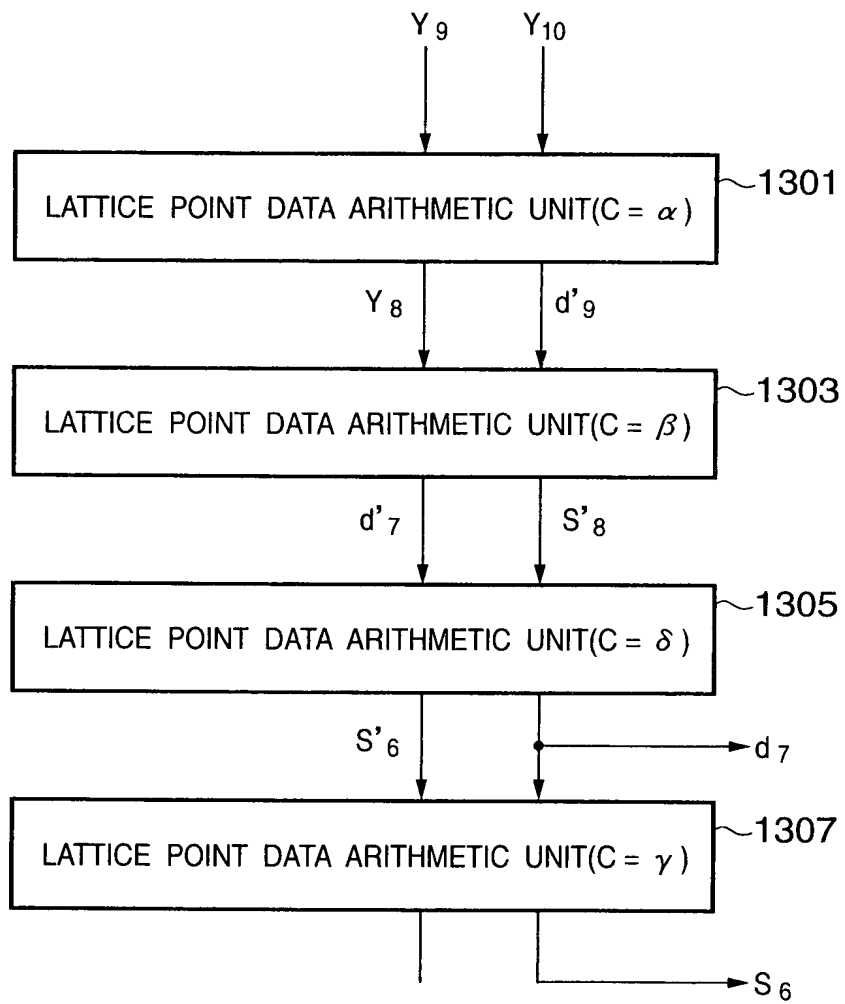 Y₉ Y₁₀
LATTICE POINT DATA ARITHMETIC UNIT(C = α) 1301
Y₈ d'₉
LATTICE POINT DATA ARITHMETIC UNIT(C = β) 1303
d'₇ S'₈
LATTICE POINT DATA ARITHMETIC UNIT(C = δ) 1305
S'₆ d₇
LATTICE POINT DATA ARITHMETIC UNIT(C = γ) 1307
S₆